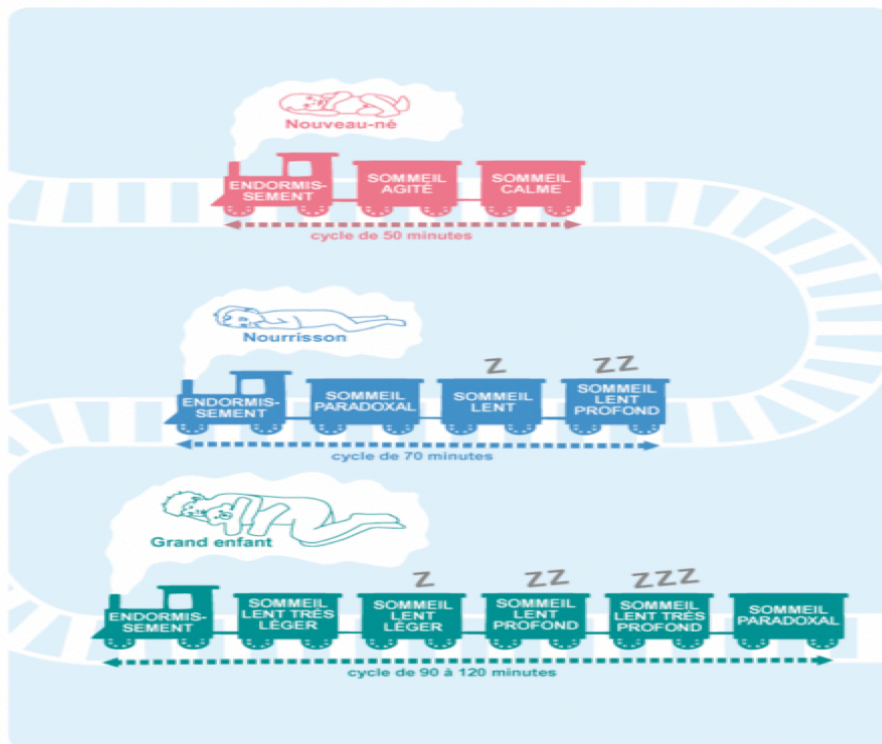 Nouveau-né
ENDORMIS-
SEMENT
SOMMEIL
AGITÉ
SOMMEIL
CALME
cycle de 50 minutes
Nourrisson
Z
ZZ
ENDORMIS-
SEMENT
SOMMEIL
PARADOXAL
SOMMEIL
LENT
SOMMEIL
LENT
PROFOND
cycle de 70 minutes
Grand enfant
Z
ZZ
ZZZ
ENDORMIS-
SEMENT
SOMMEIL
LENT TRÈS
LÉGER
SOMMEIL
LENT
LÉGER
SOMMEIL
LENT
PROFOND
SOMMEIL
LENT TRÈS
PROFOND
SOMMEIL
PARADOXAL
cycle de 90 à 120 minutes